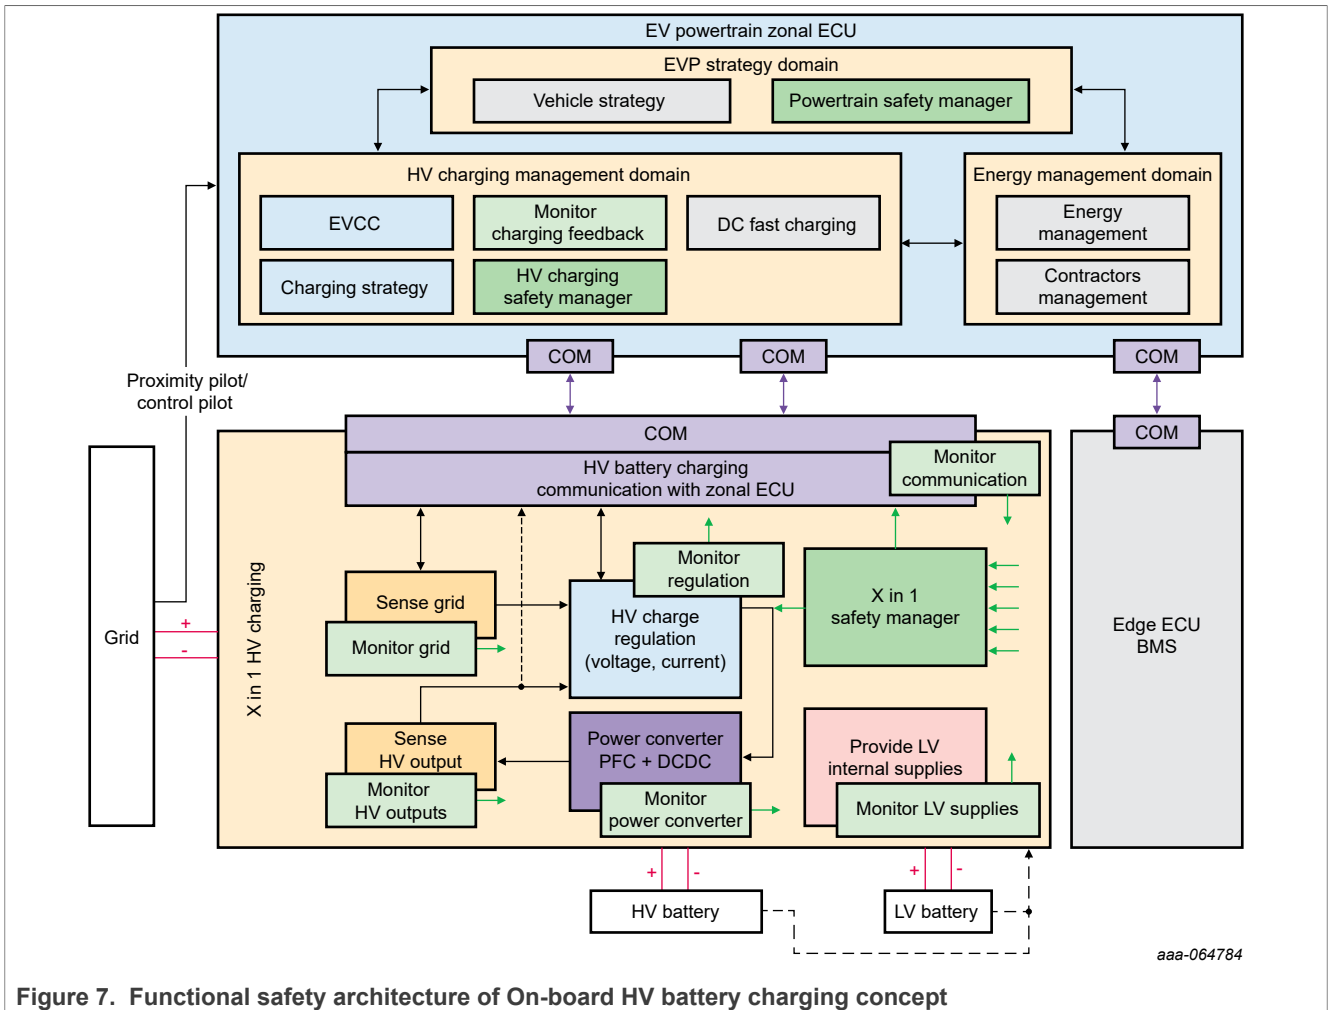 EV powertrain zonal ECU
EVP strategy domain
Vehicle strategy
Powertrain safety manager
HV charging management domain
EVCC
Monitor
charging feedback
DC fast charging
Charging strategy
HV charging
safety manager
Energy management domain
Energy
management
Contractors
management
COM
COM
COM
Proximity pilot/
control pilot
Grid
+
-
X in 1 HV charging
COM
HV battery charging
communication with zonal ECU
Monitor
communication
Sense grid
Monitor grid
Monitor
regulation
HV charge
regulation
(voltage, current)
X in 1
safety manager
Sense
HV output
Monitor
HV outputs
Power converter
PFC + DCDC
Monitor
power converter
Provide LV
internal supplies
Monitor LV supplies
COM
Edge ECU
BMS
+
-
HV battery
+
-
LV battery
aaa-064784
Figure 7. Functional safety architecture of On-board HV battery charging concept